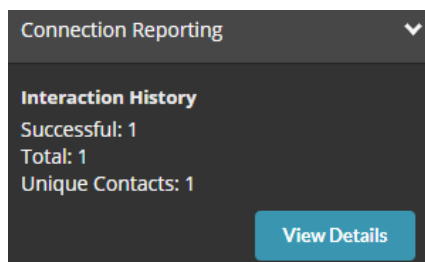 Connection Reporting
Interaction History
Successful: 1
Total: 1
Unique Contacts: 1
View Details